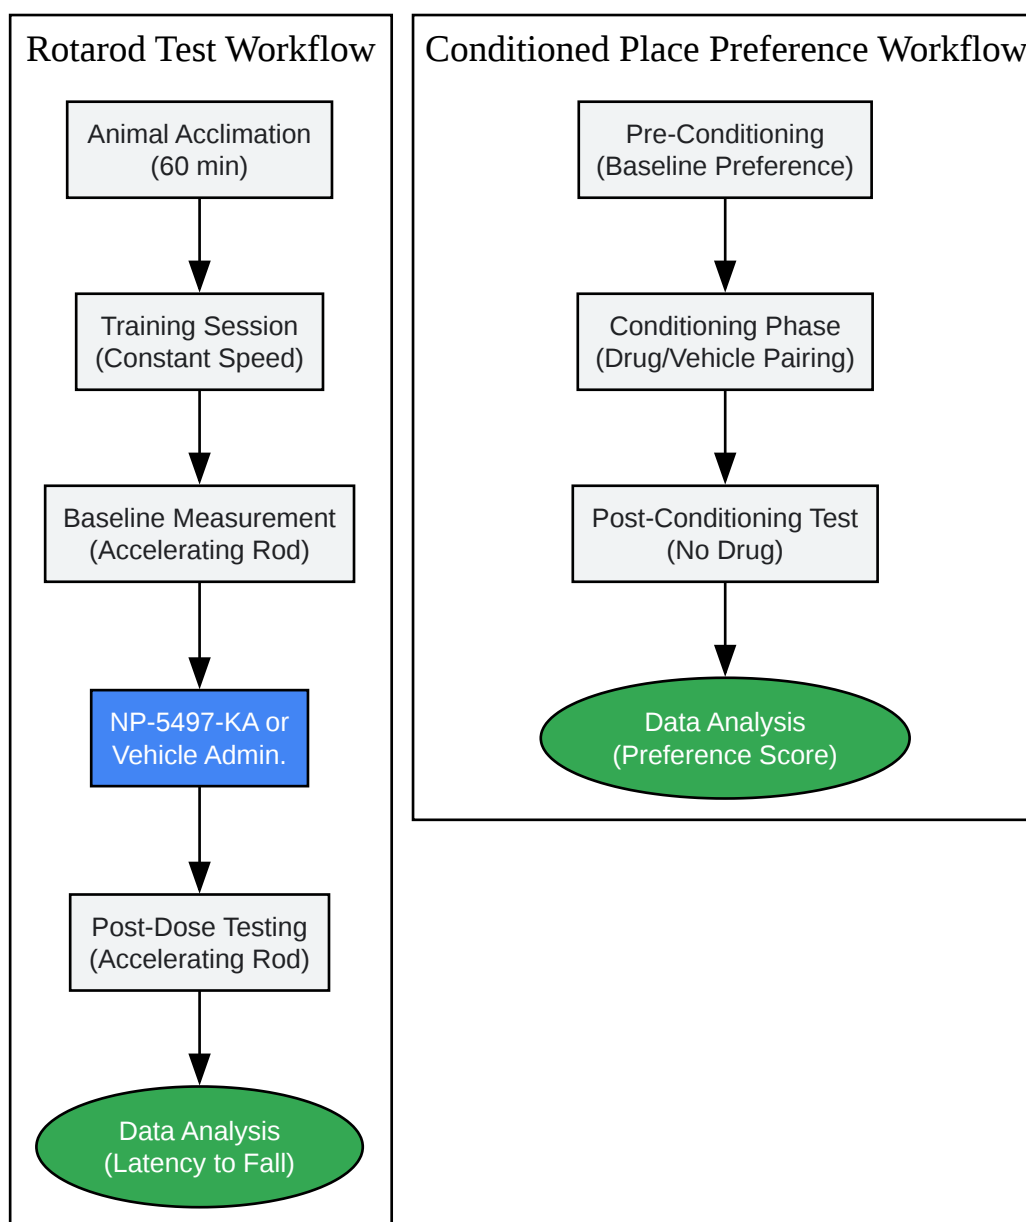 Rotarod Test Workflow
Animal Acclimation
(60 min)
Training Session
(Constant Speed)
Baseline Measurement
(Accelerating Rod)
NP-5497-KA or
Vehicle Admin.
Post-Dose Testing
(Accelerating Rod)
Data Analysis
(Latency to Fall)
Conditioned Place Preference Workflow
Pre-Conditioning
(Baseline Preference)
Conditioning Phase
(Drug/Vehicle Pairing)
Post-Conditioning Test
(No Drug)
Data Analysis
(Preference Score)